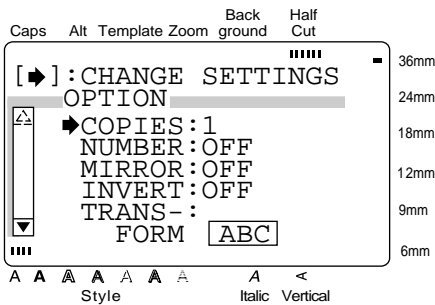 Back Half
Caps Alt Template Zoom ground Cut
[➡]:CHANGE SETTINGS
OPTION
➡COPIES:1
NUMBER:OFF
MIRROR:OFF
INVERT:OFF
TRANS-:
FORM ABC
36mm
24mm
18mm
12mm
9mm
6mm
A A A A A A A A A
Style Italic Vertical